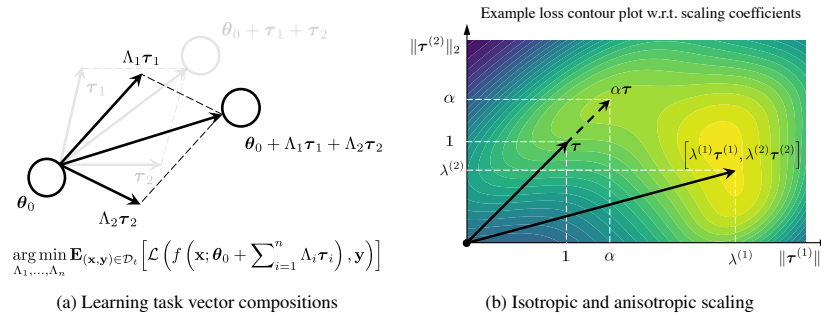 θ₀ + τ₁ + τ₂
Λ₁τ₁
τ₁
θ₀ + Λ₁τ₁ + Λ₂τ₂
τ₂
θ₀
Λ₂τ₂
arg min_{Λ₁,...,Λₙ} E_{(x,y)∈𝒟ₜ}[ℒ(f(x; θ₀ + ∑ⁿᵢ₌₁ Λᵢτᵢ), y)]
(a) Learning task vector compositions
Example loss contour plot w.r.t. scaling coefficients
‖τ⁽²⁾‖₂
α
ατ
1
τ
[λ⁽¹⁾τ⁽¹⁾, λ⁽²⁾τ⁽²⁾]
λ⁽²⁾
1
α
λ⁽¹⁾
‖τ⁽¹⁾‖
(b) Isotropic and anisotropic scaling